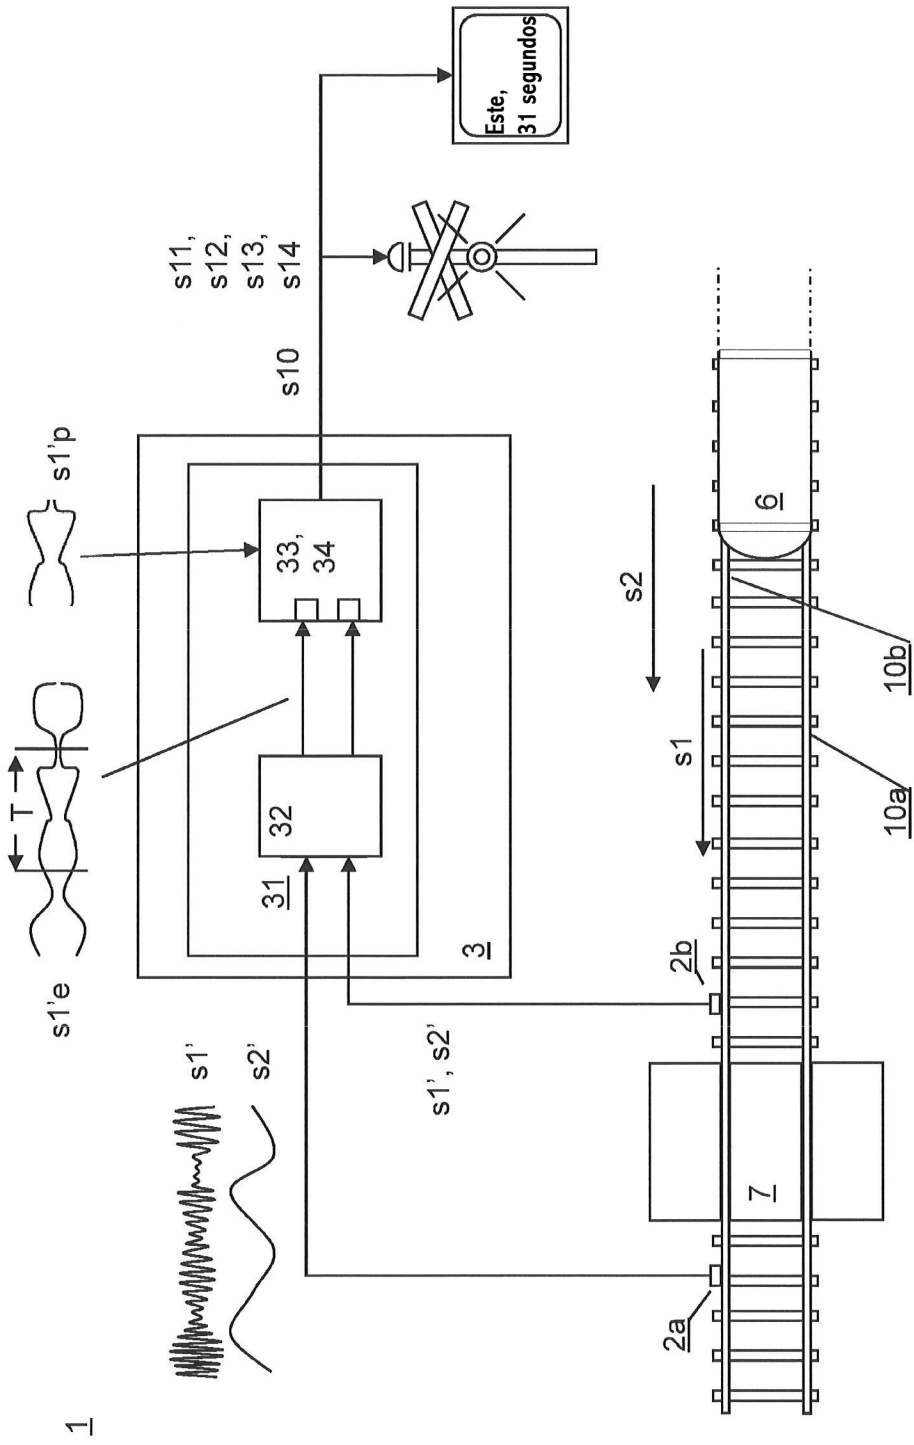 1
s1'
s2'
s1'e
T
s1'p
31
32
33,
34
3
s10
s11,
s12,
s13,
s14
Este,
31 segundos
s1', s2'
2a
2b
7
s1
s2
6
10a
10b